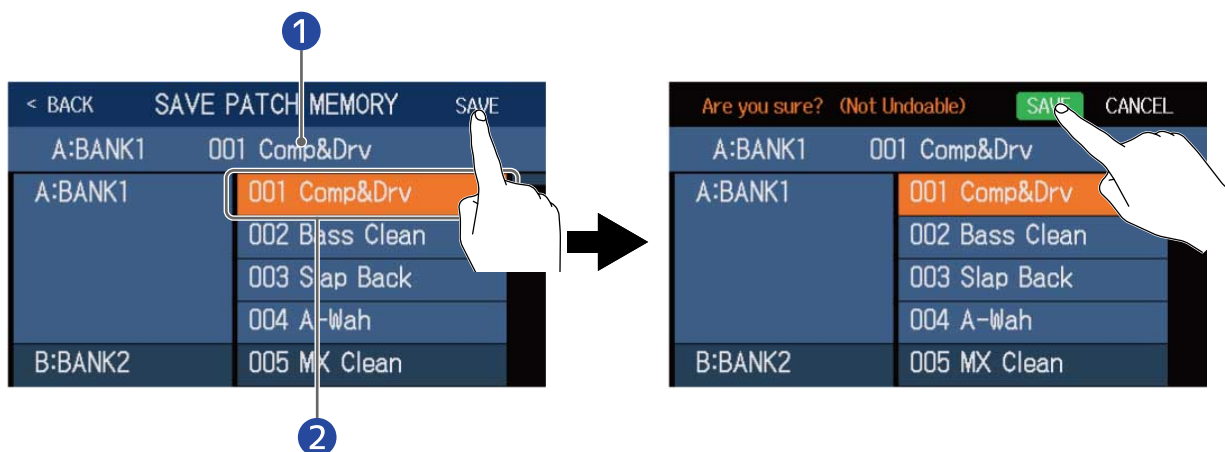 1
< BACK SAVE PATCH MEMORY SAVE
A:BANK1 001 Comp&Drv
A:BANK1 001 Comp&Drv
002 Bass Clean
003 Slap Back
004 A-Wah
B:BANK2 005 MX Clean
2
Are you sure? (Not Undoable) SAVE CANCEL
A:BANK1 001 Comp&Drv
A:BANK1 001 Comp&Drv
002 Bass Clean
003 Slap Back
004 A-Wah
B:BANK2 005 MX Clean